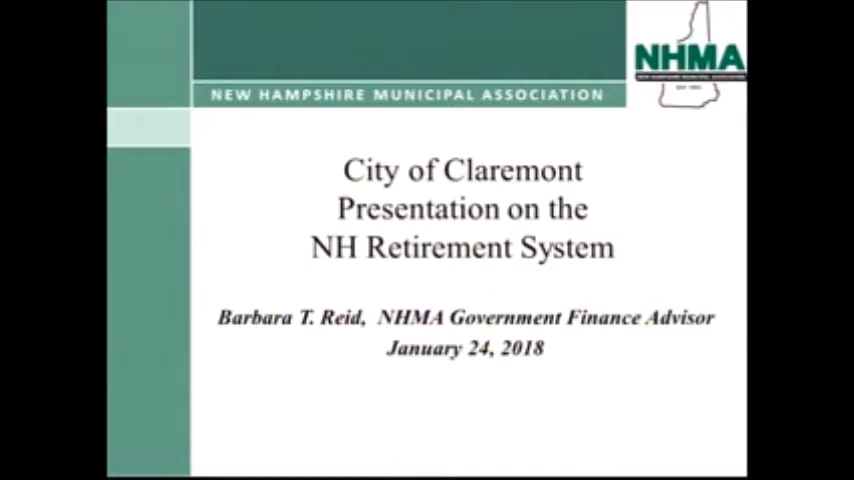 NHMA
NEW HAMPSHIRE MUNICIPAL ASSOCIATION
City of Claremont
Presentation on the
NH Retirement System
Barbara T. Reid, NHMA Government Finance Advisor
January 24, 2018